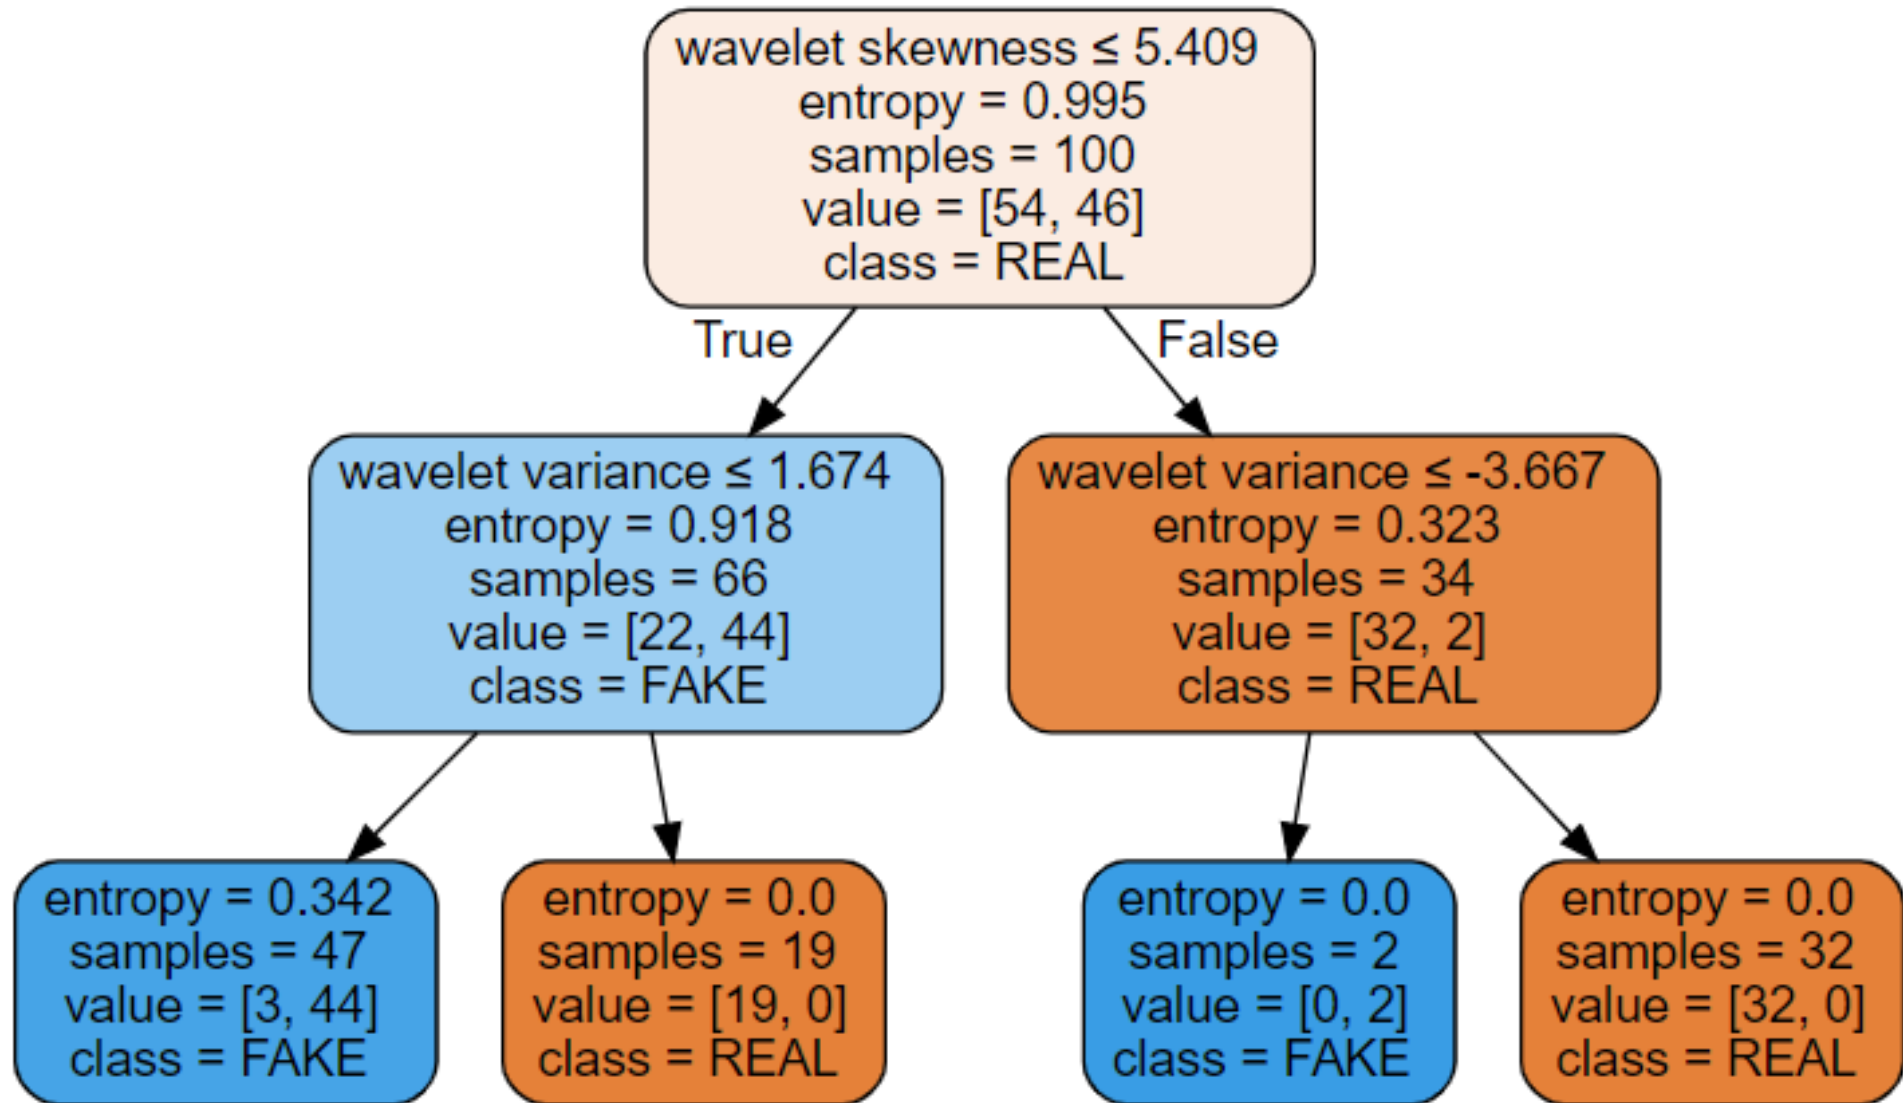 wavelet skewness ≤ 5.409
entropy = 0.995
samples = 100
value = [54, 46]
class = REAL
True
False
wavelet variance ≤ 1.674
entropy = 0.918
samples = 66
value = [22, 44]
class = FAKE
wavelet variance ≤ -3.667
entropy = 0.323
samples = 34
value = [32, 2]
class = REAL
entropy = 0.342
samples = 47
value = [3, 44]
class = FAKE
entropy = 0.0
samples = 19
value = [19, 0]
class = REAL
entropy = 0.0
samples = 2
value = [0, 2]
class = FAKE
entropy = 0.0
samples = 32
value = [32, 0]
class = REAL